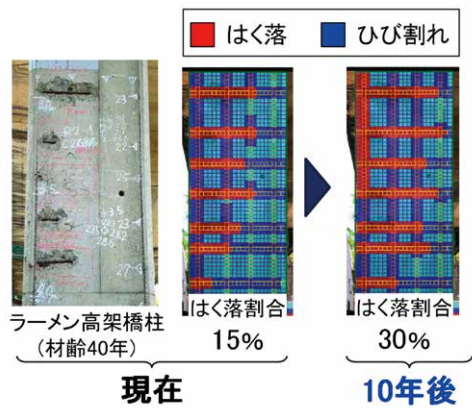 はく落 ひび割れ
ラーメン高架橋柱
(材齢40年)
はく落割合
15%
はく落割合
30%
現在
10年後